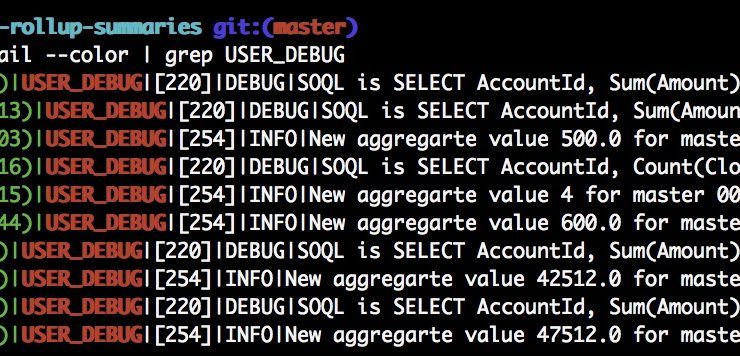 -rollup-summaries git:(master)
ail --color | grep USER_DEBUG
)|USER_DEBUG|[220]|DEBUG|SOQL is SELECT AccountId, Sum(Amount)
13)|USER_DEBUG|[220]|DEBUG|SOQL is SELECT AccountId, Sum(Amoun
03)|USER_DEBUG|[254]|INFO|New aggregarte value 500.0 for maste
16)|USER_DEBUG|[220]|DEBUG|SOQL is SELECT AccountId, Count(Clo
15)|USER_DEBUG|[254]|INFO|New aggregarte value 4 for master 00
44)|USER_DEBUG|[254]|INFO|New aggregarte value 600.0 for maste
)|USER_DEBUG|[220]|DEBUG|SOQL is SELECT AccountId, Sum(Amount)
)|USER_DEBUG|[254]|INFO|New aggregarte value 42512.0 for maste
)|USER_DEBUG|[220]|DEBUG|SOQL is SELECT AccountId, Sum(Amount)
)|USER_DEBUG|[254]|INFO|New aggregarte value 47512.0 for maste